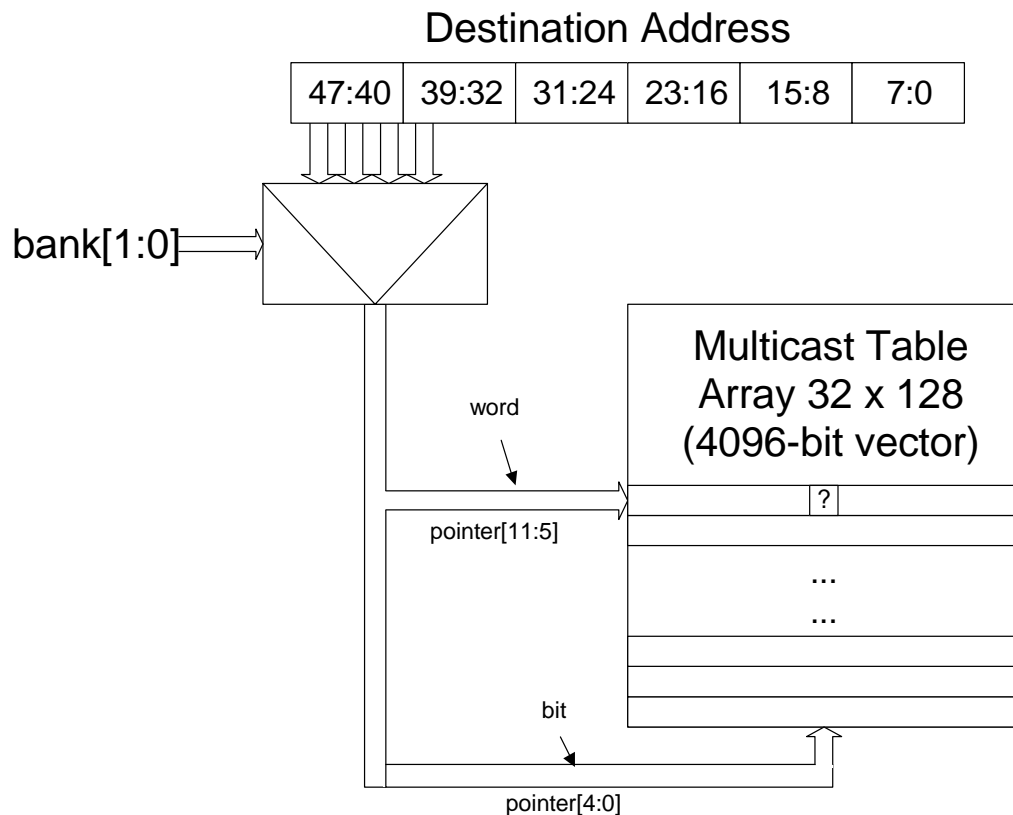 Destination Address
47:40 39:32 31:24 23:16 15:8 7:0
bank[1:0]
Multicast Table
Array 32 x 128
(4096-bit vector)
word
?
pointer[11:5]
...
...
bit
pointer[4:0]